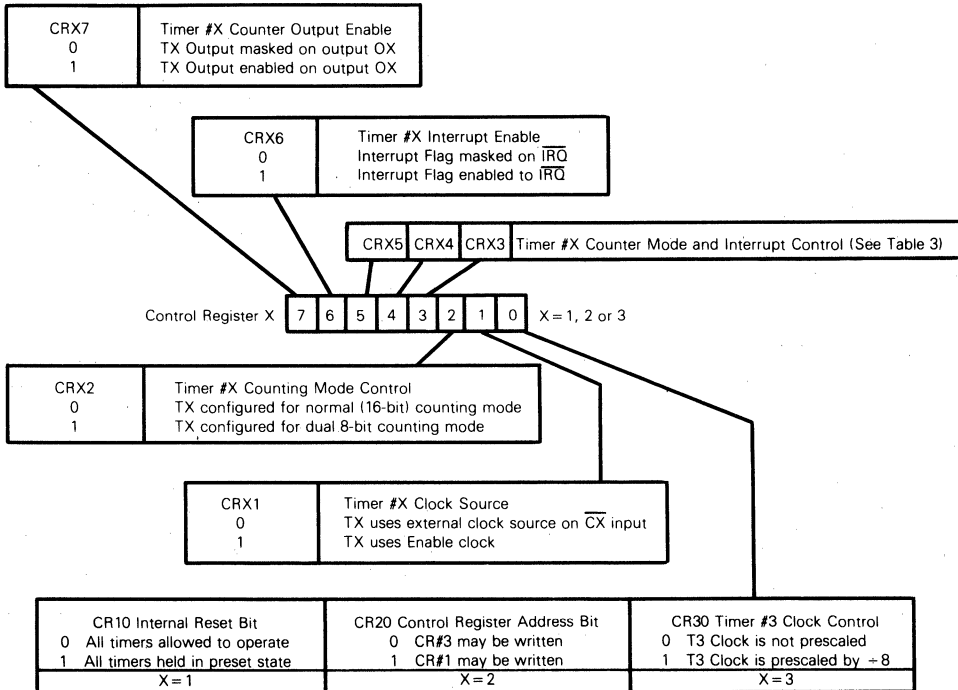 CRX7 Timer #X Counter Output Enable
0 TX Output masked on output OX
1 TX Output enabled on output OX
CRX6 Timer #X Interrupt Enable
0 Interrupt Flag masked on I̅R̅Q̅
1 Interrupt Flag enabled to I̅R̅Q̅
CRX5 CRX4 CRX3 Timer #X Counter Mode and Interrupt Control (See Table 3)
Control Register X 7 6 5 4 3 2 1 0 X = 1, 2 or 3
CRX2 Timer #X Counting Mode Control
0 TX configured for normal (16-bit) counting mode
1 TX configured for dual 8-bit counting mode
CRX1 Timer #X Clock Source
0 TX uses external clock source on C̅X̅ input
1 TX uses Enable clock
CR10 Internal Reset Bit
0 All timers allowed to operate
1 All timers held in preset state
X = 1
CR20 Control Register Address Bit
0 CR#3 may be written
1 CR#1 may be written
X = 2
CR30 Timer #3 Clock Control
0 T3 Clock is not prescaled
1 T3 Clock is prescaled by ÷8
X = 3